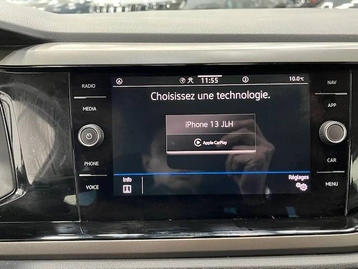 RADIO
MEDIA
PHONE
VOICE
11:55
10.0°C
Choisissez une technologie.
iPhone 13 JLH
Apple CarPlay
Info
Réglages
NAV
APP
CAR
MENU